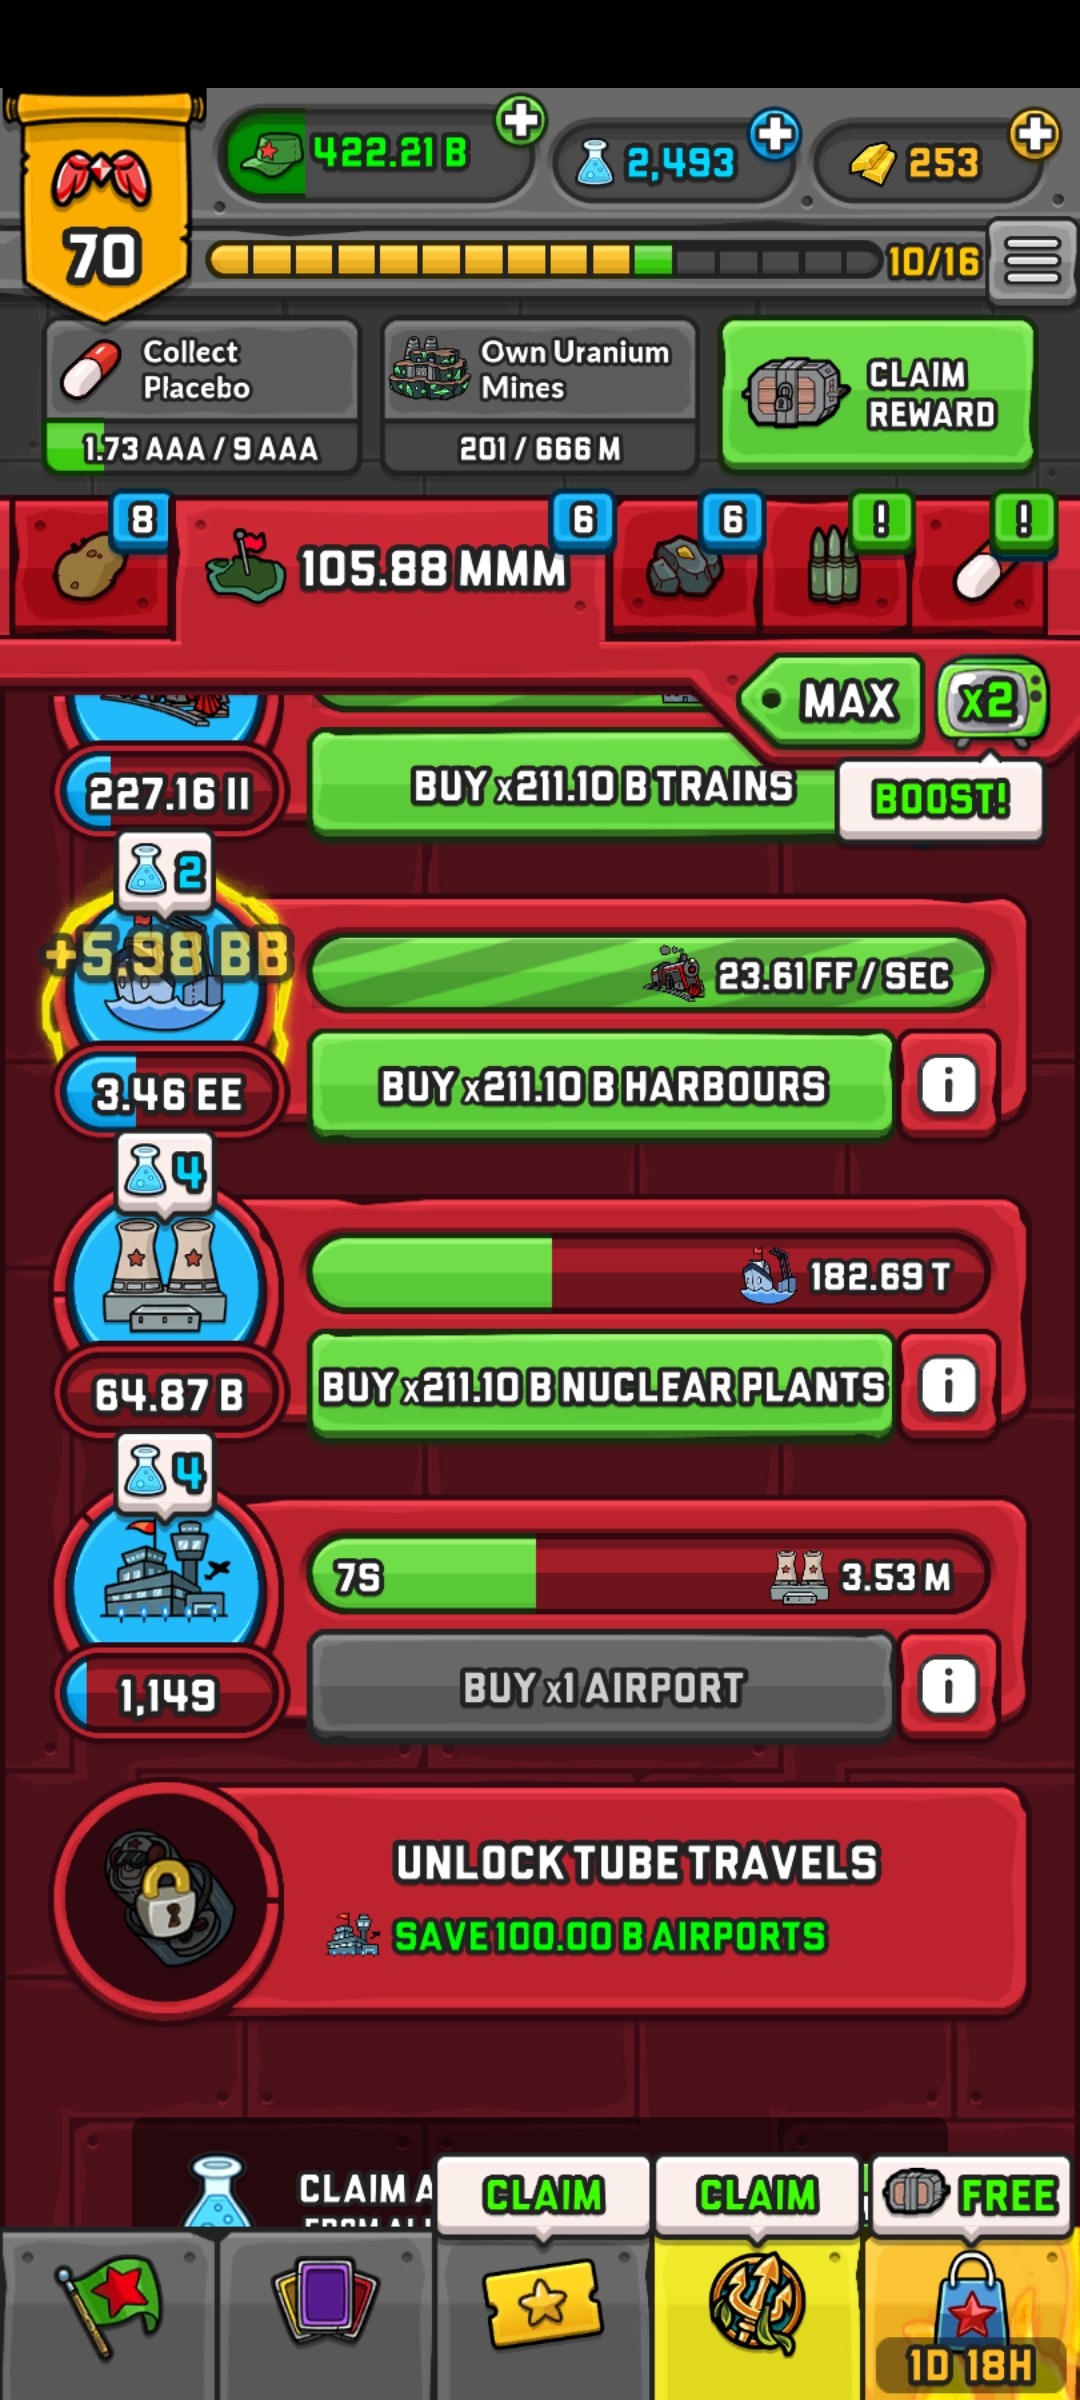 422.21 B
2,493
253
70
10/16
Collect
Placebo
1.73 AAA / 9 AAA
Own Uranium
Mines
201 / 666 M
CLAIM
REWARD
8
105.88 MMM
6
6
!
!
MAX
x2
BOOST!
227.16 II
BUY x211.10 B TRAINS
2
+5.98 BB
23.61 FF / SEC
3.46 EE
BUY x211.10 B HARBOURS
i
4
182.69 T
64.87 B
BUY x211.10 B NUCLEAR PLANTS
i
4
7S
3.53 M
1,149
BUY x1 AIRPORT
i
UNLOCK TUBE TRAVELS
SAVE 100.00 B AIRPORTS
CLAIM A
CLAIM
CLAIM
FREE
1D 18H